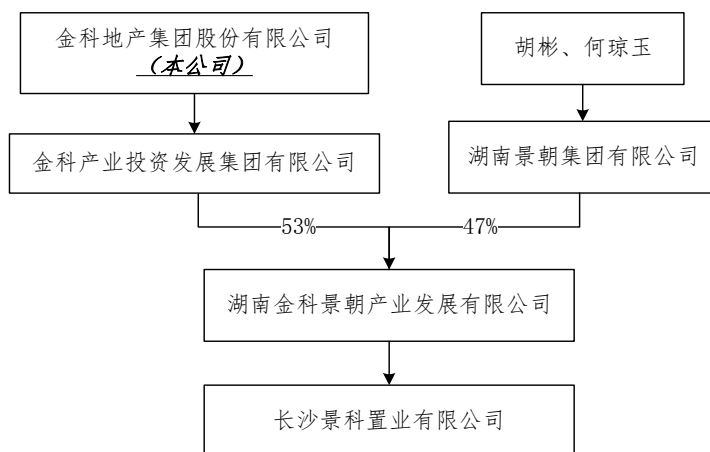 金科地产集团股份有限公司
（本公司）
胡彬、何琼玉
金科产业投资发展集团有限公司
湖南景朝集团有限公司
53%
47%
湖南金科景朝产业发展有限公司
长沙景科置业有限公司